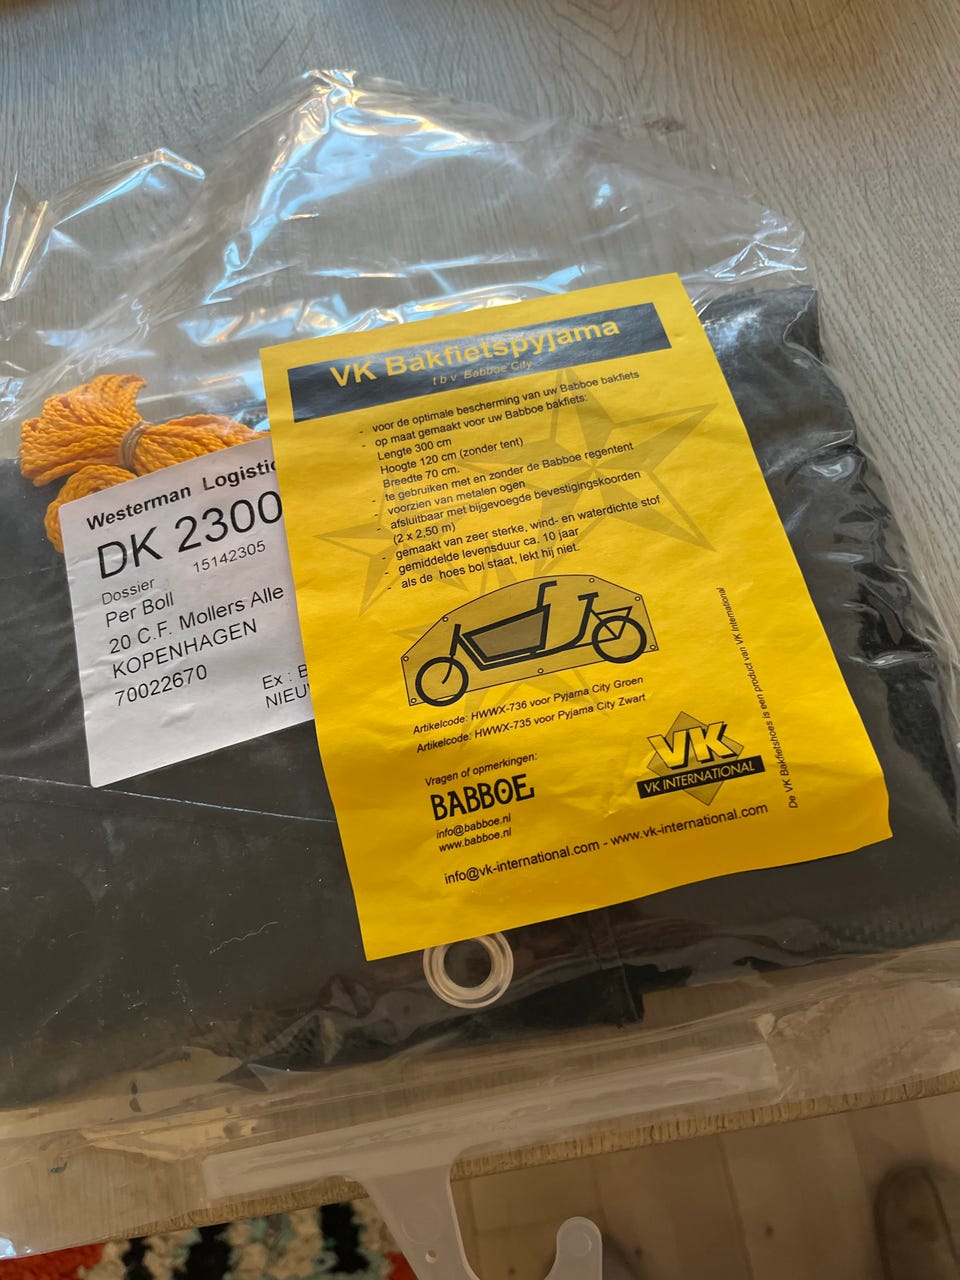 VK Bakfietspyjama
t b v Babboe City
- voor de optimale bescherming van uw Babboe bakfiets
- op maat gemaakt voor uw Babboe bakfiets:
Lengte 300 cm
Hoogte 120 cm (zonder tent)
Breedte 70 cm.
- te gebruiken met en zonder de Babboe regentent
- voorzien van metalen ogen
- afsluitbaar met bijgevoegde bevestigingskoorden
(2 x 2,50 m)
- gemaakt van zeer sterke, wind- en waterdichte stof
- gemiddelde levensduur ca. 10 jaar
- als de hoes bol staat, lekt hij niet.
Artikelcode: HWWX-736 voor Pyjama City Groen
Artikelcode: HWWX-735 voor Pyjama City Zwart
Vragen of opmerkingen:
BABBOE
info@babboe.nl
www.babboe.nl
VK
VK INTERNATIONAL
info@vk-international.com - www.vk-international.com
De VK Bakfietshoes is een product van VK International
Westerman Logistic
DK 2300
Dossier 15142305
Per Boll
20 C.F. Mollers Alle
KOPENHAGEN
70022670
Ex : B
NIEU